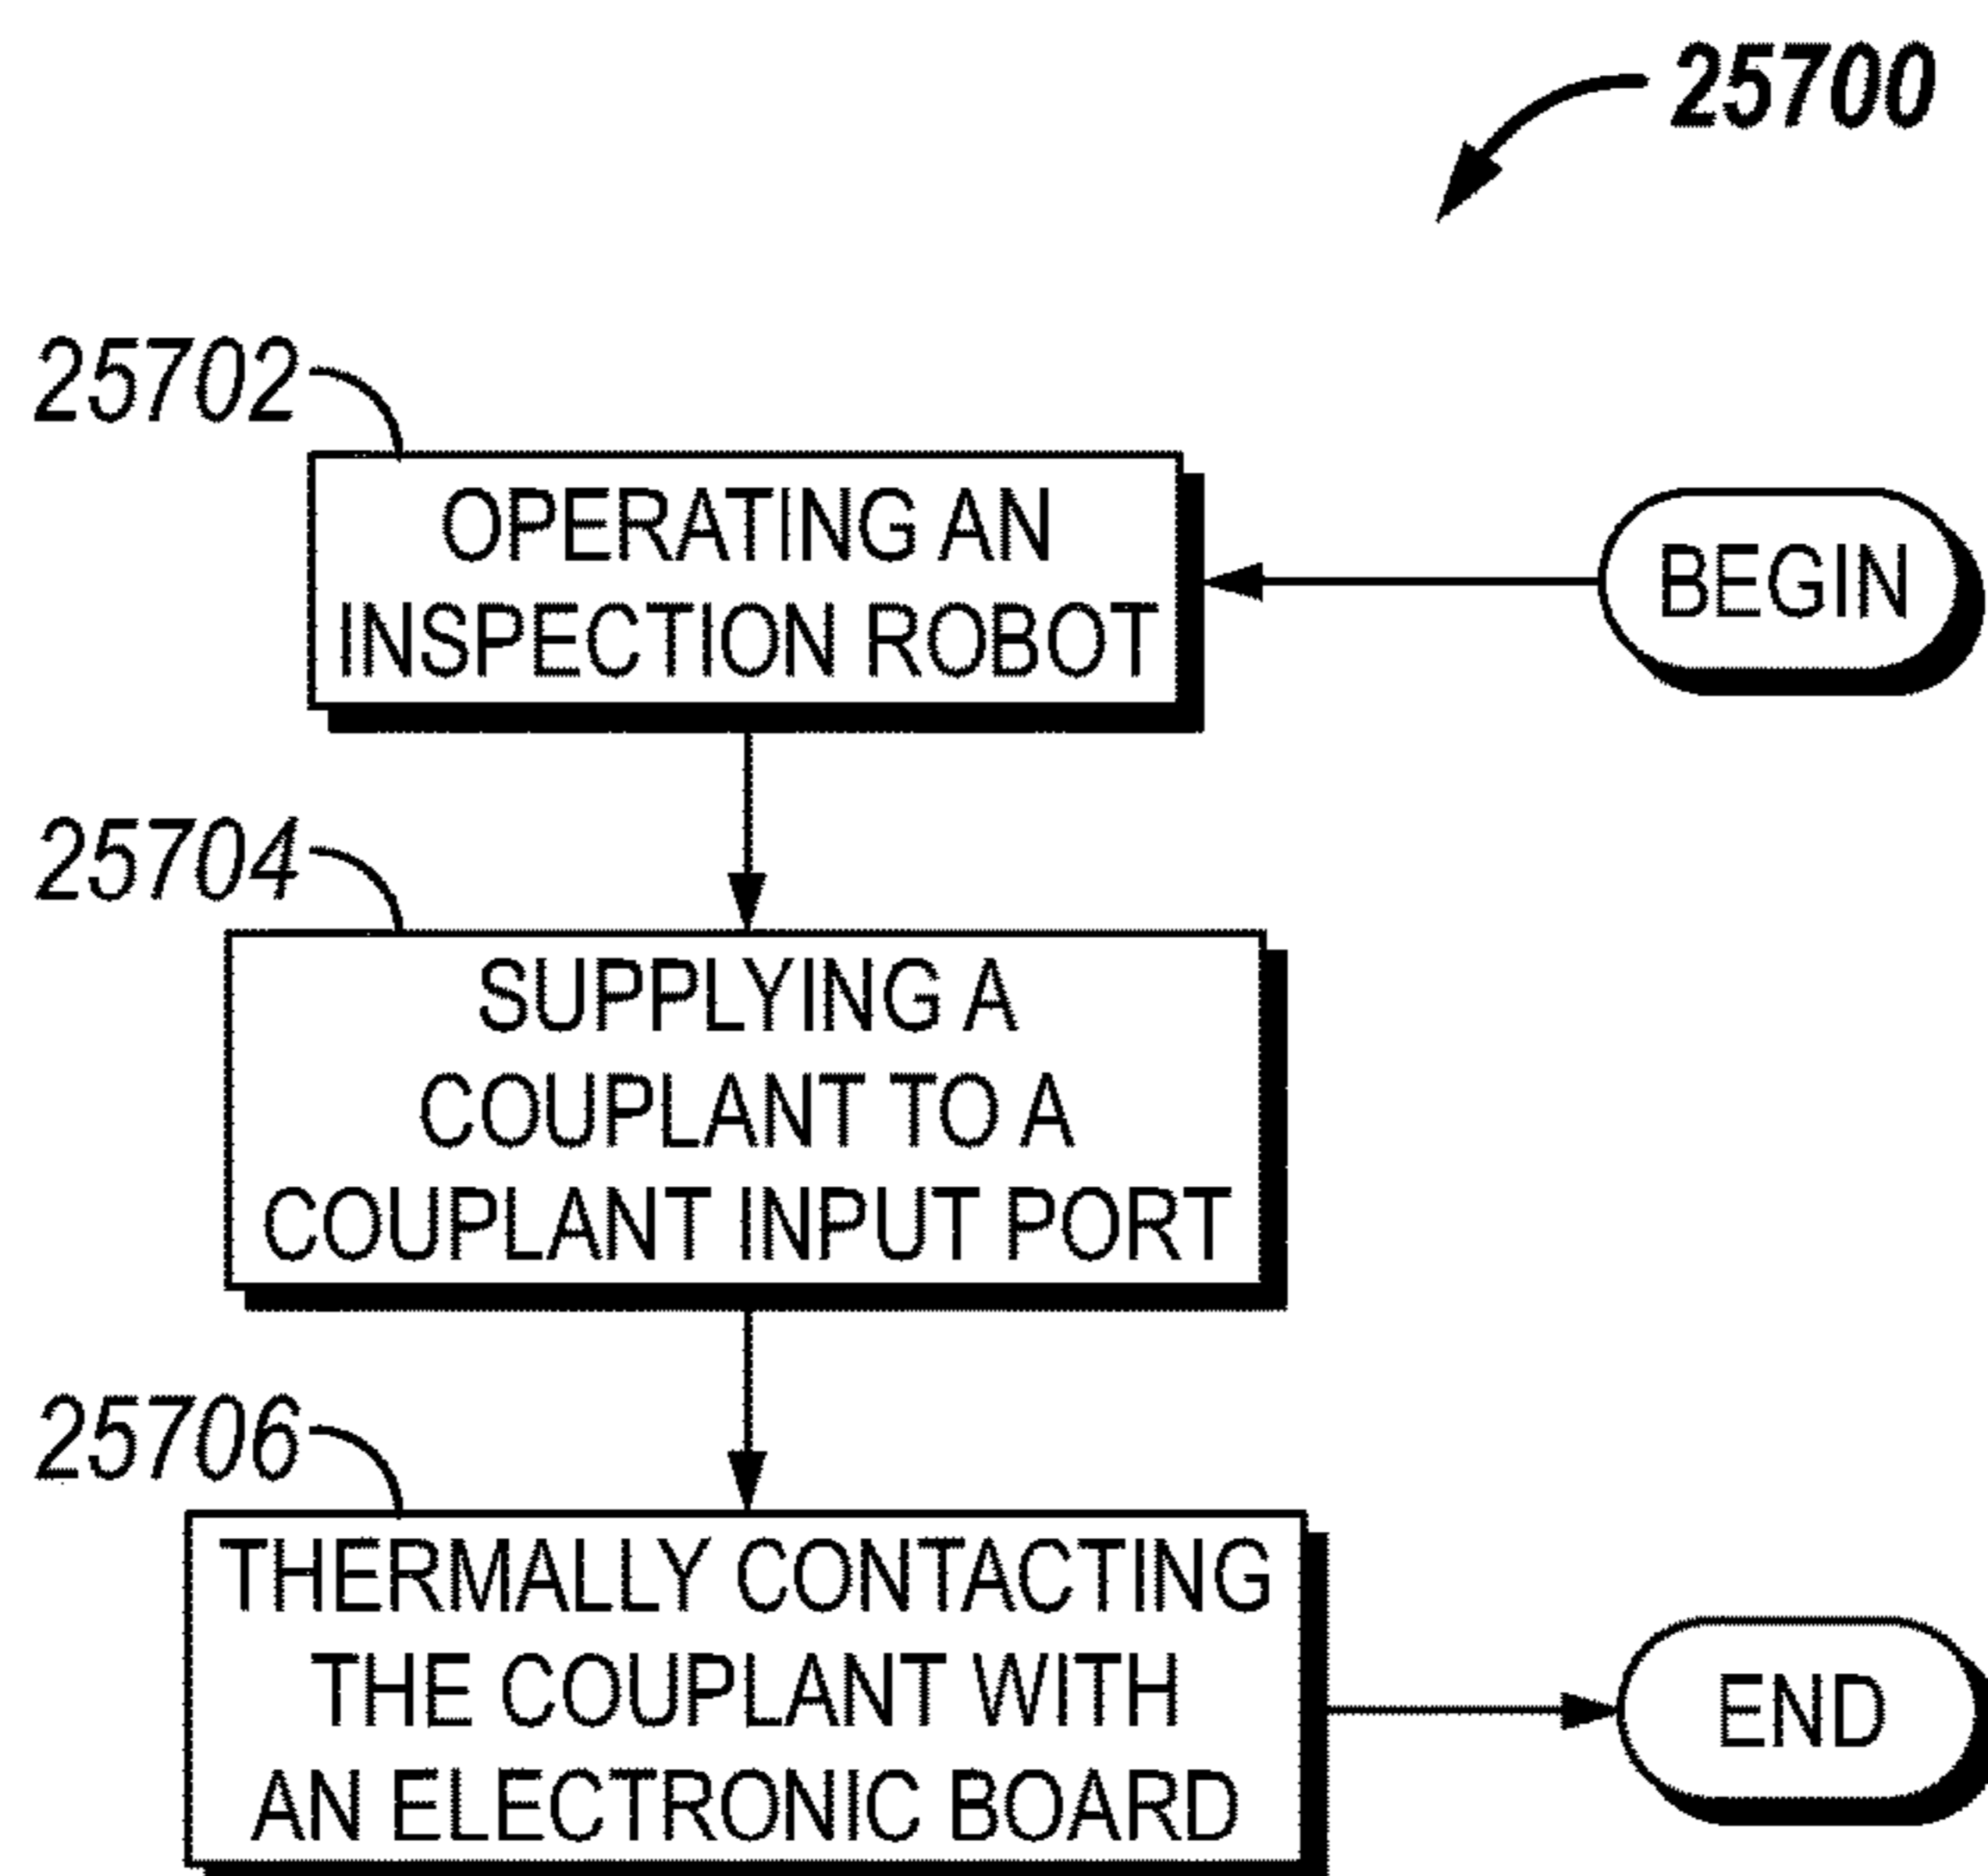 25700
25702
OPERATING AN
INSPECTION ROBOT
BEGIN
25704
SUPPLYING A
COUPLANT TO A
COUPLANT INPUT PORT
25706
THERMALLY CONTACTING
THE COUPLANT WITH
AN ELECTRONIC BOARD
END